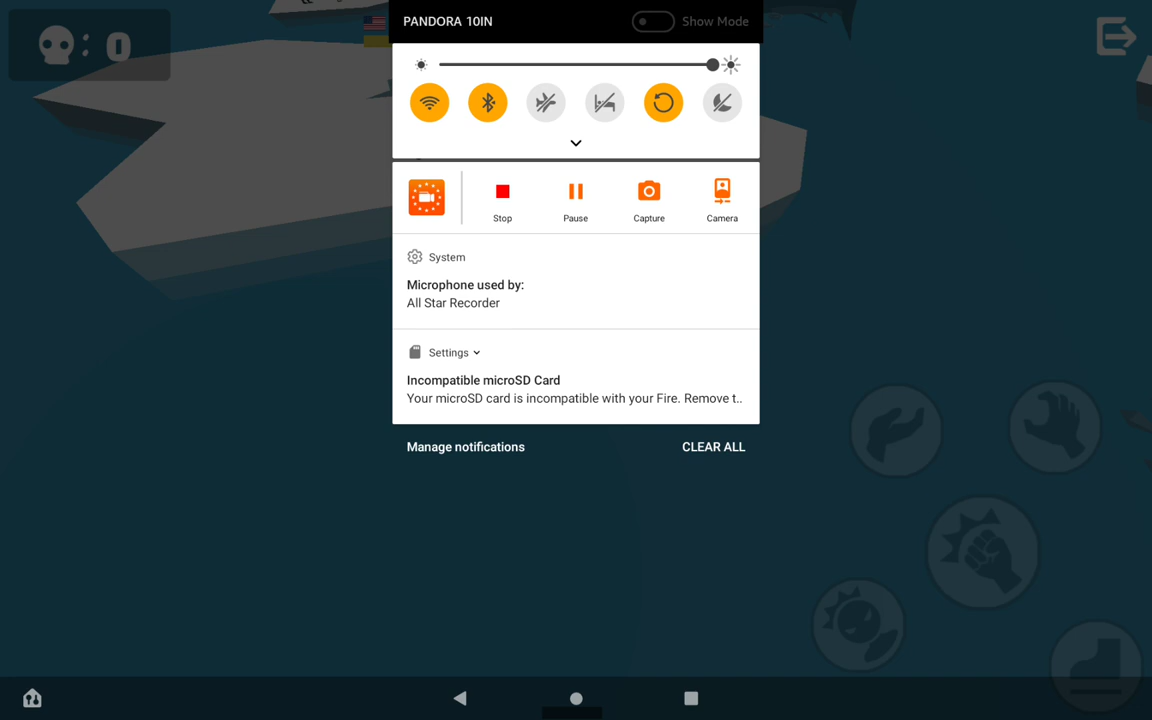 : 0
PANDORA 10IN
Show Mode
Stop
Pause
Capture
Camera
System
Microphone used by:
All Star Recorder
Settings
Incompatible microSD Card
Your microSD card is incompatible with your Fire. Remove t..
Manage notifications
CLEAR ALL